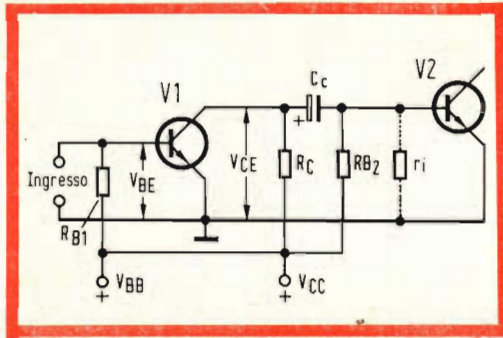 V1
V2
Cc
+
Ingresso
RB1
VBE
VCE
RC
RB2
ri
VBB
+
VCC
+